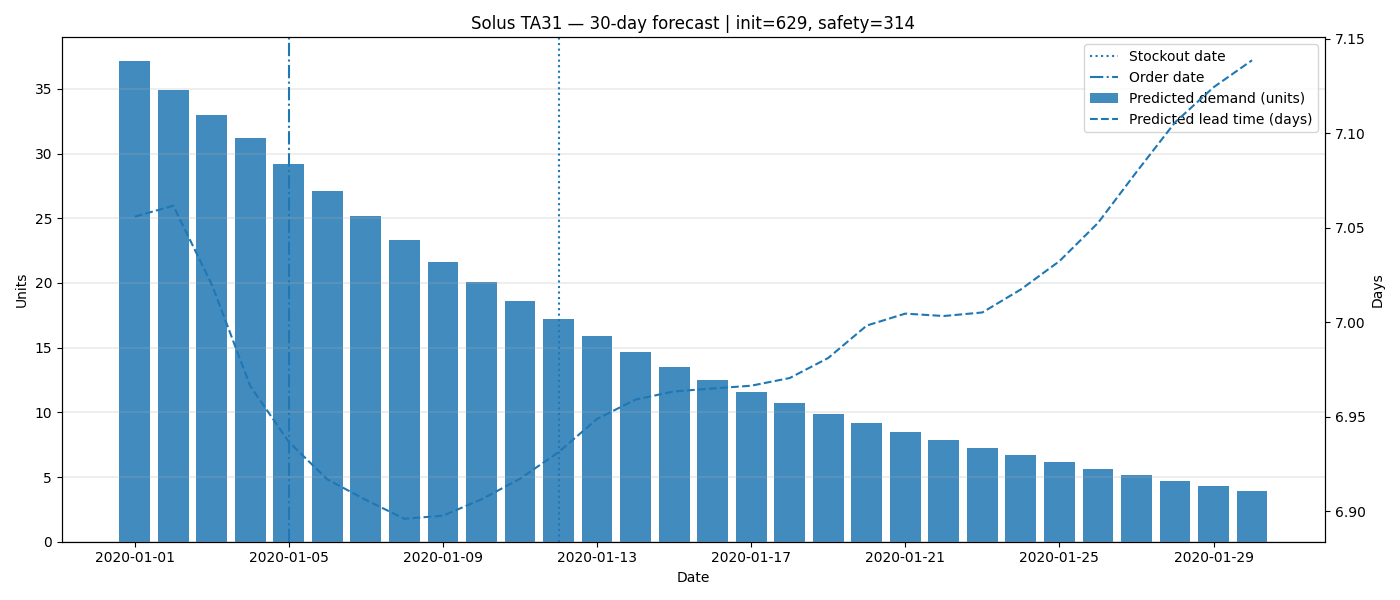 Solus TA31 — 30-day forecast | init=629, safety=314
Stockout date
Order date
Predicted demand (units)
Predicted lead time (days)
Units
35
30
25
20
15
10
5
0
7.15
7.10
7.05
7.00
6.95
6.90
Days
2020-01-01 2020-01-05 2020-01-09 2020-01-13 2020-01-17 2020-01-21 2020-01-25 2020-01-29
Date